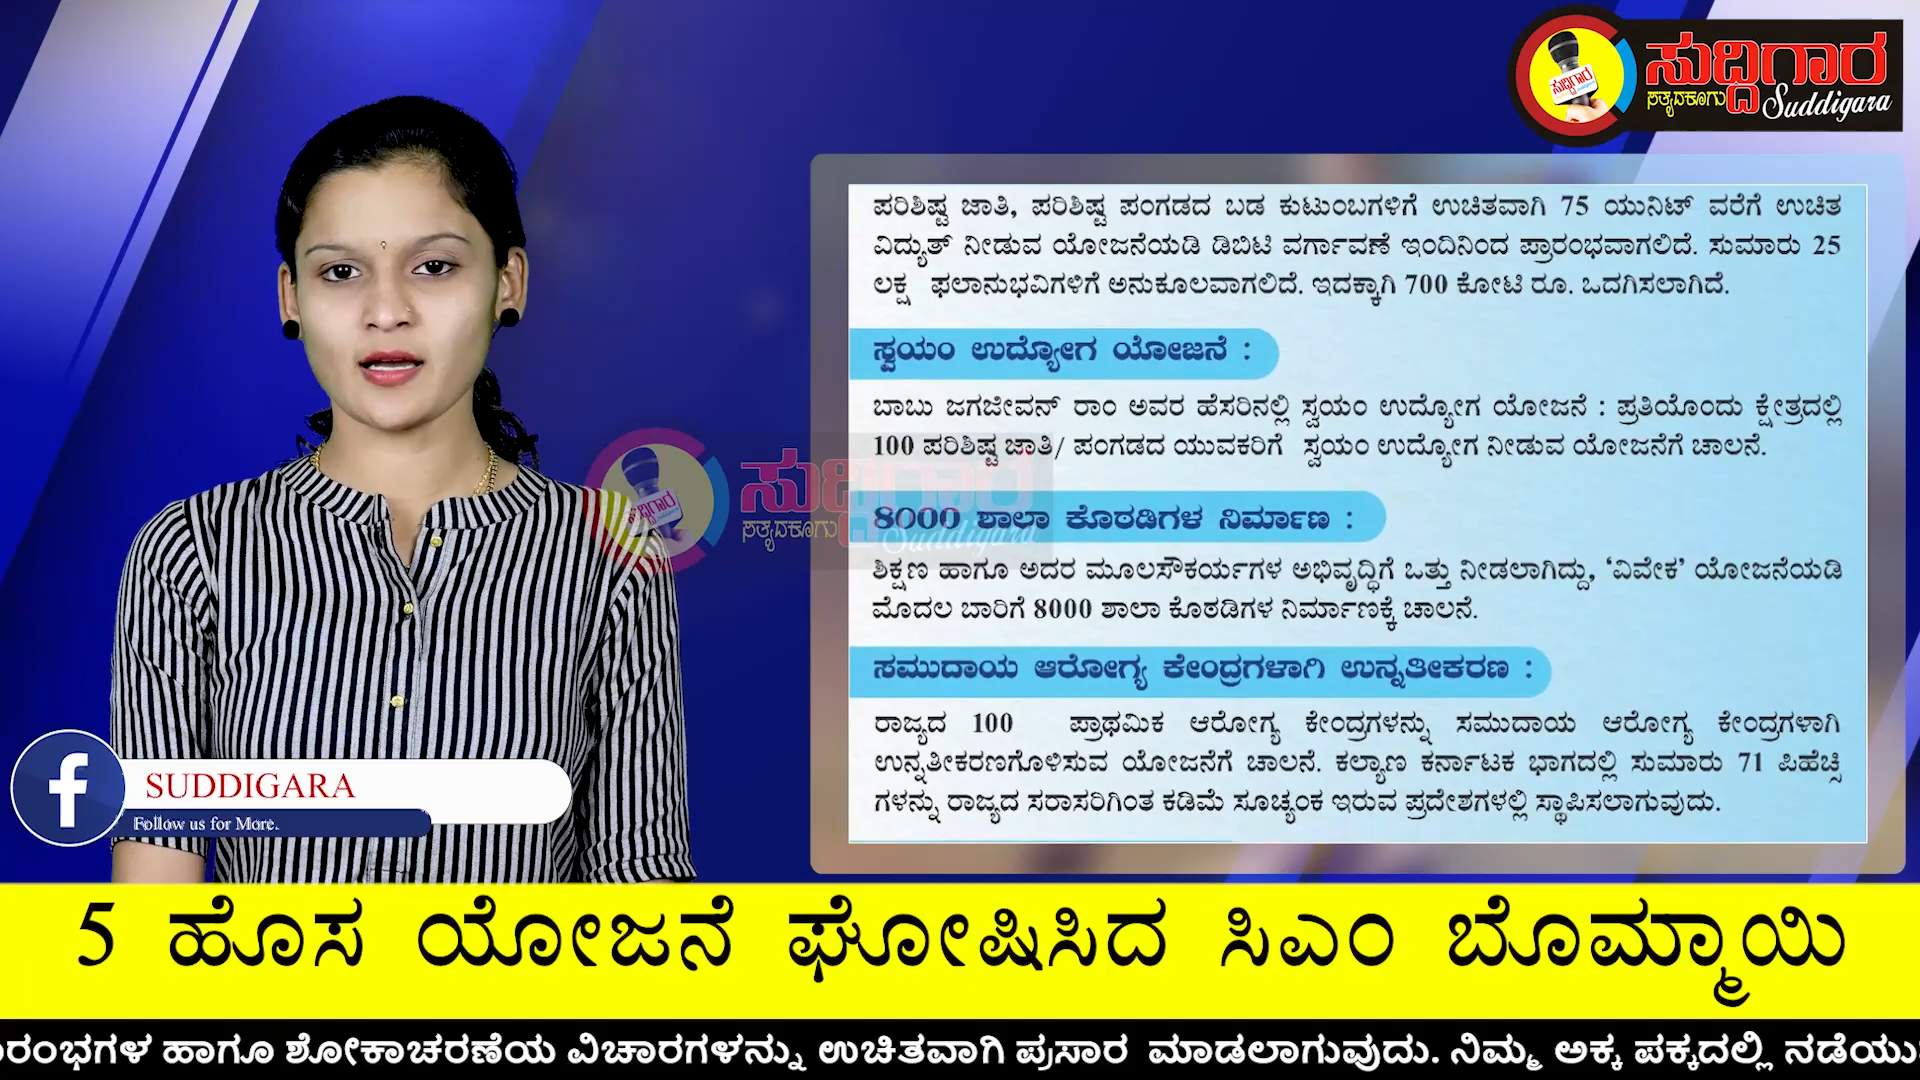 ಸುದ್ದಿಗಾರ
ಸತ್ಯದಕೂಗು
Suddigara
ಪರಿಶಿಷ್ಟ ಜಾತಿ, ಪರಿಶಿಷ್ಟ ಪಂಗಡದ ಬಡ ಕುಟುಂಬಗಳಿಗೆ ಉಚಿತವಾಗಿ 75 ಯುನಿಟ್ ವರೆಗೆ ಉಚಿತ
ವಿದ್ಯುತ್ ನೀಡುವ ಯೋಜನೆಯಡಿ ಡಿಬಿಟಿ ವರ್ಗಾವಣೆ ಇಂದಿನಿಂದ ಪ್ರಾರಂಭವಾಗಲಿದೆ. ಸುಮಾರು 25
ಲಕ್ಷ ಫಲಾನುಭವಿಗಳಿಗೆ ಅನುಕೂಲವಾಗಲಿದೆ. ಇದಕ್ಕಾಗಿ 700 ಕೋಟಿ ರೂ. ಒದಗಿಸಲಾಗಿದೆ.
ಸ್ವಯಂ ಉದ್ಯೋಗ ಯೋಜನೆ :
ಬಾಬು ಜಗಜೀವನ್ ರಾಂ ಅವರ ಹೆಸರಿನಲ್ಲಿ ಸ್ವಯಂ ಉದ್ಯೋಗ ಯೋಜನೆ : ಪ್ರತಿಯೊಂದು ಕ್ಷೇತ್ರದಲ್ಲಿ
100 ಪರಿಶಿಷ್ಟ ಜಾತಿ/ ಪಂಗಡದ ಯುವಕರಿಗೆ ಸ್ವಯಂ ಉದ್ಯೋಗ ನೀಡುವ ಯೋಜನೆಗೆ ಚಾಲನೆ.
8000 ಶಾಲಾ ಕೊಠಡಿಗಳ ನಿರ್ಮಾಣ :
ಶಿಕ್ಷಣ ಹಾಗೂ ಅದರ ಮೂಲಸೌಕರ್ಯಗಳ ಅಭಿವೃದ್ಧಿಗೆ ಒತ್ತು ನೀಡಲಾಗಿದ್ದು, ‘ವಿವೇಕ’ ಯೋಜನೆಯಡಿ
ಮೊದಲ ಬಾರಿಗೆ 8000 ಶಾಲಾ ಕೊಠಡಿಗಳ ನಿರ್ಮಾಣಕ್ಕೆ ಚಾಲನೆ.
ಸಮುದಾಯ ಆರೋಗ್ಯ ಕೇಂದ್ರಗಳಾಗಿ ಉನ್ನತೀಕರಣ :
ರಾಜ್ಯದ 100 ಪ್ರಾಥಮಿಕ ಆರೋಗ್ಯ ಕೇಂದ್ರಗಳನ್ನು ಸಮುದಾಯ ಆರೋಗ್ಯ ಕೇಂದ್ರಗಳಾಗಿ
ಉನ್ನತೀಕರಣಗೊಳಿಸುವ ಯೋಜನೆಗೆ ಚಾಲನೆ. ಕಲ್ಯಾಣ ಕರ್ನಾಟಕ ಭಾಗದಲ್ಲಿ ಸುಮಾರು 71 ಪಿಹೆಚ್ಸಿ
ಗಳನ್ನು ರಾಜ್ಯದ ಸರಾಸರಿಗಿಂತ ಕಡಿಮೆ ಸೂಚ್ಯಂಕ ಇರುವ ಪ್ರದೇಶಗಳಲ್ಲಿ ಸ್ಥಾಪಿಸಲಾಗುವುದು.
ಸುದ್ದಿಗಾರ
ಸತ್ಯದಕೂಗು
Suddigara
SUDDIGARA
Follow us for More.
5 ಹೊಸ ಯೋಜನೆ ಘೋಷಿಸಿದ ಸಿಎಂ ಬೊಮ್ಮಾಯಿ
ಹಾಗೂ ಶೋಕಾಚರಣೆಯ ವಿಚಾರಗಳನ್ನು ಉಚಿತವಾಗಿ ಪ್ರಸಾರ ಮಾಡಲಾಗುವುದು. ನಿಮ್ಮ ಅಕ್ಕ ಪಕ್ಕದಲ್ಲಿ